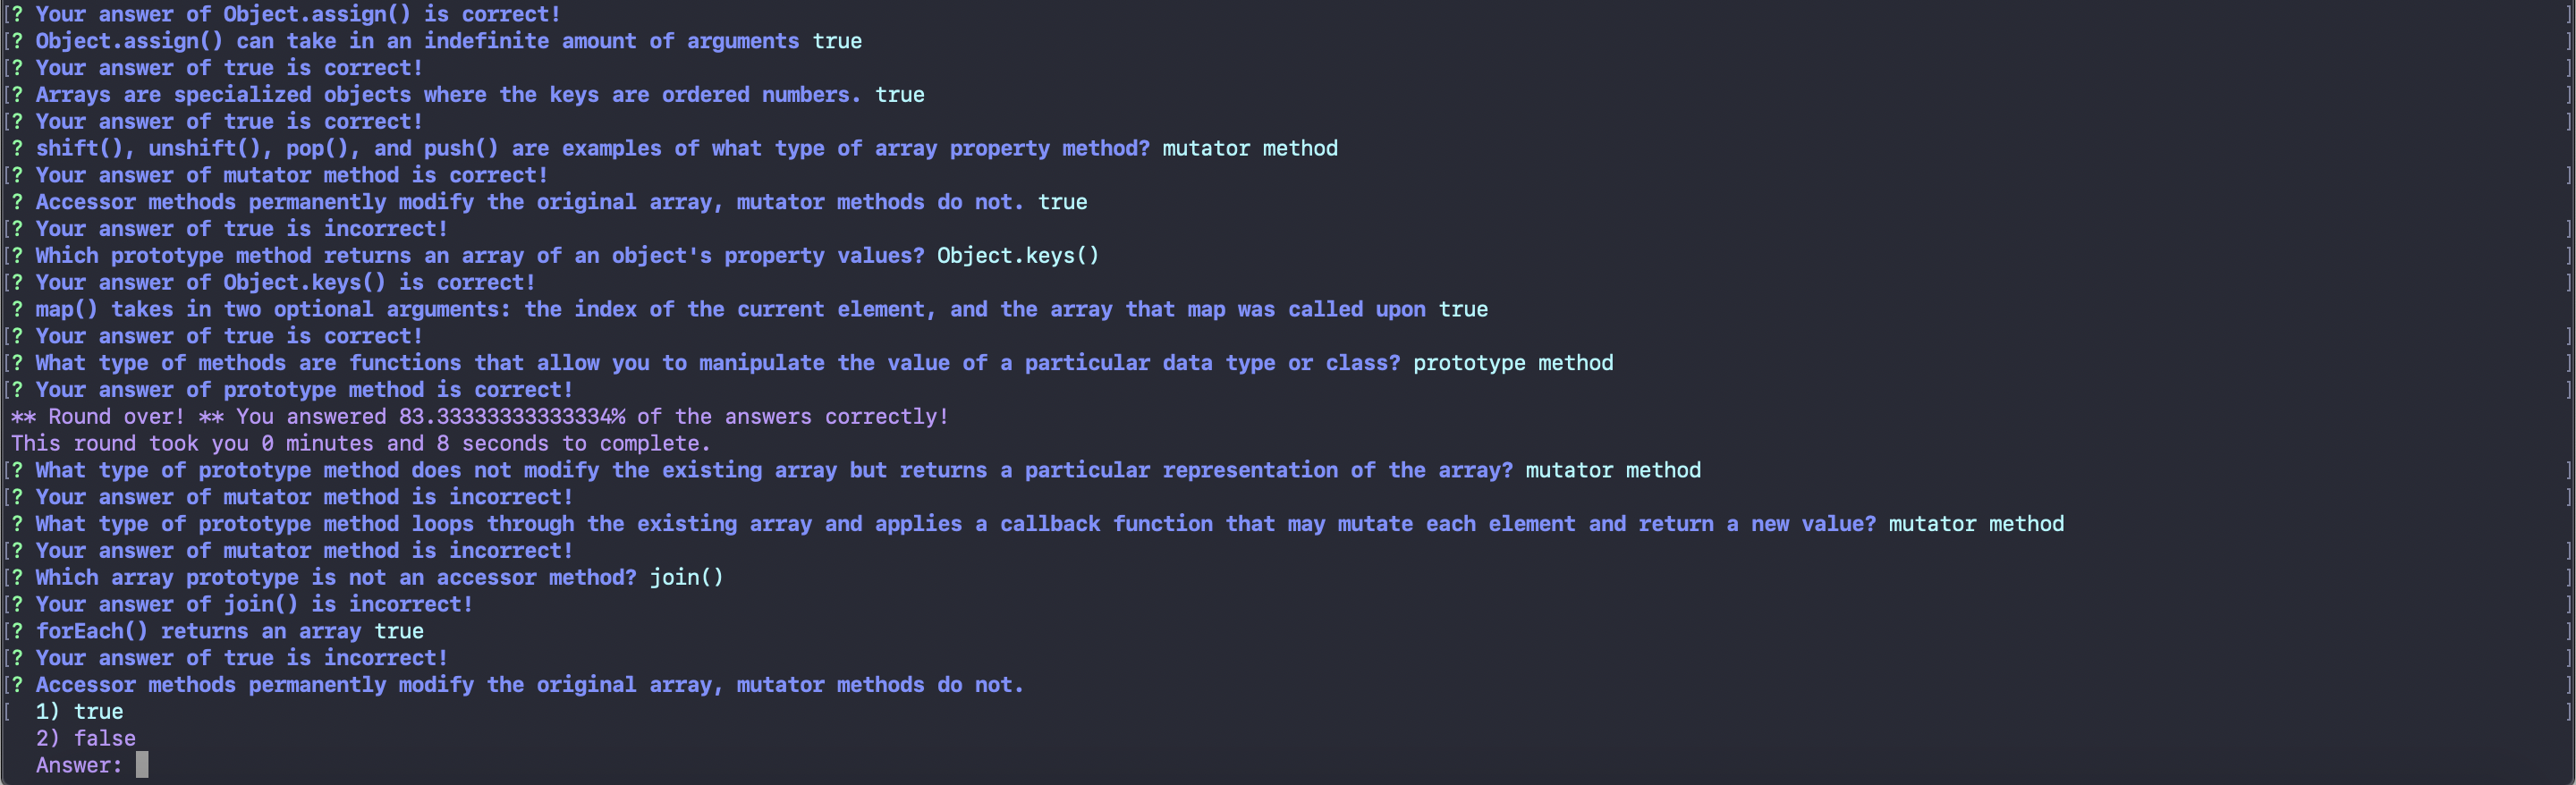 [? Your answer of Object.assign() is correct! ]
[? Object.assign() can take in an indefinite amount of arguments true ]
[? Your answer of true is correct! ]
[? Arrays are specialized objects where the keys are ordered numbers. true ]
[? Your answer of true is correct! ]
? shift(), unshift(), pop(), and push() are examples of what type of array property method? mutator method
[? Your answer of mutator method is correct! ]
? Accessor methods permanently modify the original array, mutator methods do not. true
[? Your answer of true is incorrect! ]
[? Which prototype method returns an array of an object's property values? Object.keys() ]
[? Your answer of Object.keys() is correct! ]
? map() takes in two optional arguments: the index of the current element, and the array that map was called upon true
[? Your answer of true is correct! ]
[? What type of methods are functions that allow you to manipulate the value of a particular data type or class? prototype method ]
[? Your answer of prototype method is correct! ]
** Round over! ** You answered 83.33333333333334% of the answers correctly!
This round took you 0 minutes and 8 seconds to complete.
[? What type of prototype method does not modify the existing array but returns a particular representation of the array? mutator method ]
[? Your answer of mutator method is incorrect! ]
? What type of prototype method loops through the existing array and applies a callback function that may mutate each element and return a new value? mutator method
[? Your answer of mutator method is incorrect! ]
[? Which array prototype is not an accessor method? join() ]
[? Your answer of join() is incorrect! ]
[? forEach() returns an array true ]
[? Your answer of true is incorrect! ]
[? Accessor methods permanently modify the original array, mutator methods do not. ]
[ 1) true ]
2) false
Answer: